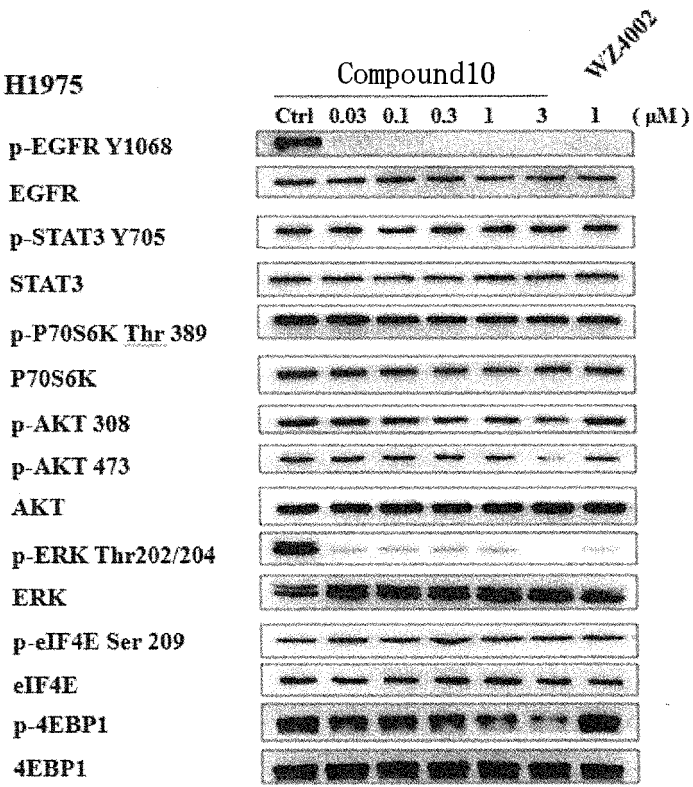 WZ4002
H1975 Compound10
Ctrl 0.03 0.1 0.3 1 3 1 ( μM )
p-EGFR Y1068
EGFR
p-STAT3 Y705
STAT3
p-P70S6K Thr 389
P70S6K
p-AKT 308
p-AKT 473
AKT
p-ERK Thr202/204
ERK
p-eIF4E Ser 209
eIF4E
p-4EBP1
4EBP1